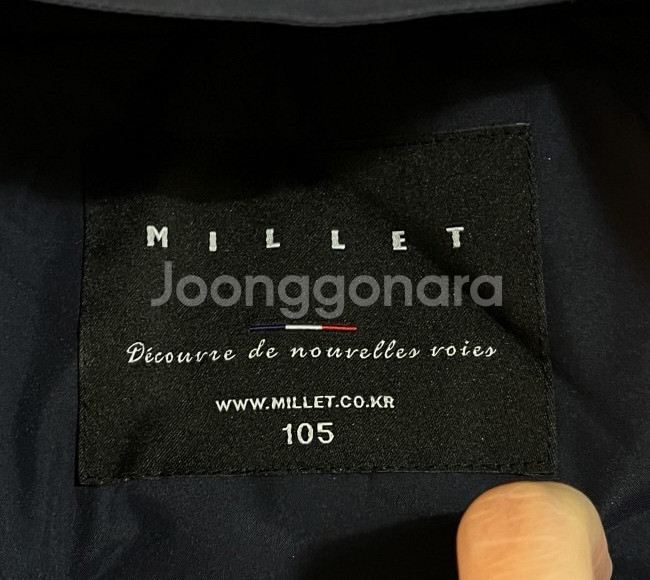 MILLET
Joonggonara
Découvre de nouvelles voies
WWW.MILLET.CO.KR
105